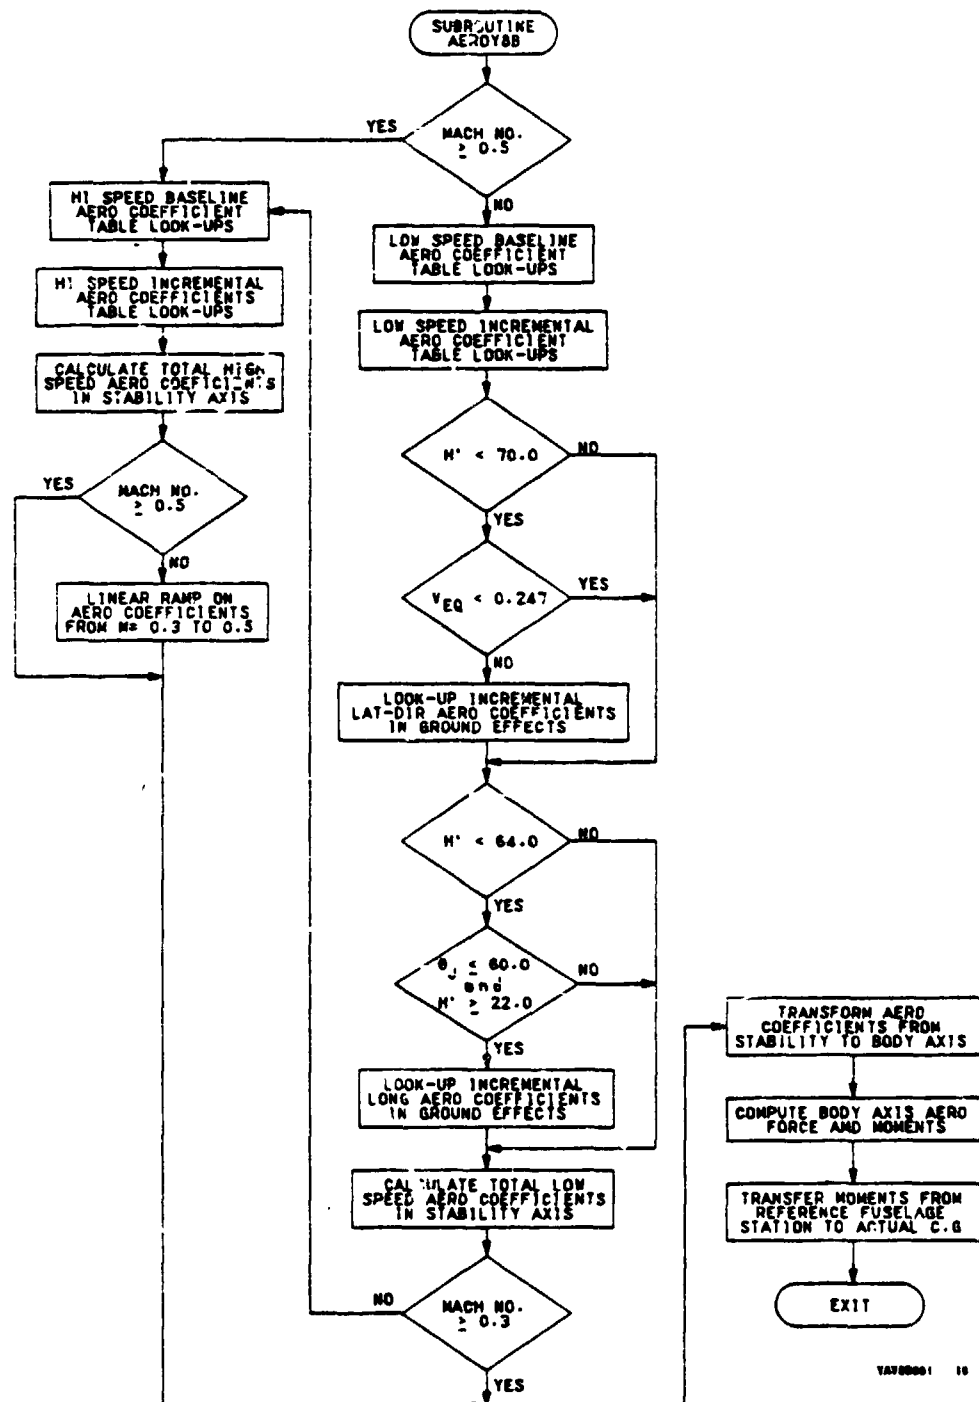 SUBROUTINE
AERDY8B
MACH NO.
≥ 0.5
YES
NO
HI SPEED BASELINE
AERO COEFFICIENT
TABLE LOOK-UPS
LOW SPEED BASELINE
AERO COEFFICIENT
TABLE LOOK-UPS
HI SPEED INCREMENTAL
AERO COEFFICIENTS
TABLE LOOK-UPS
LOW SPEED INCREMENTAL
AERO COEFFICIENT
TABLE LOOK-UPS
CALCULATE TOTAL HIGH
SPEED AERO COEFICIENTS
IN STABILITY AXIS
H' < 70.0
NO
YES
MACH NO.
≥ 0.5
YES
NO
V EQ < 0.247
YES
NO
LINEAR RAMP ON
AERO COEFFICIENTS
FROM M= 0.3 TO 0.5
LOOK-UP INCREMENTAL
LAT-DIR AERO COEFFICIENTS
IN GROUND EFFECTS
H' < 64.0
NO
YES
θJ ≤ 60.0
and
H' ≥ 22.0
NO
YES
LOOK-UP INCREMENTAL
LONG AERO COEFFICIENTS
IN GROUND EFFECTS
CALCULATE TOTAL LOW
SPEED AERO COEFFICIENTS
IN STABILITY AXIS
MACH NO.
≥ 0.3
NO
YES
TRANSFORM AERO
COEFFICIENTS FROM
STABILITY TO BODY AXIS
COMPUTE BODY AXIS AERO
FORCE AND MOMENTS
TRANSFER MOMENTS FROM
REFERENCE FUSELAGE
STATION TO ACTUAL C.G
EXIT